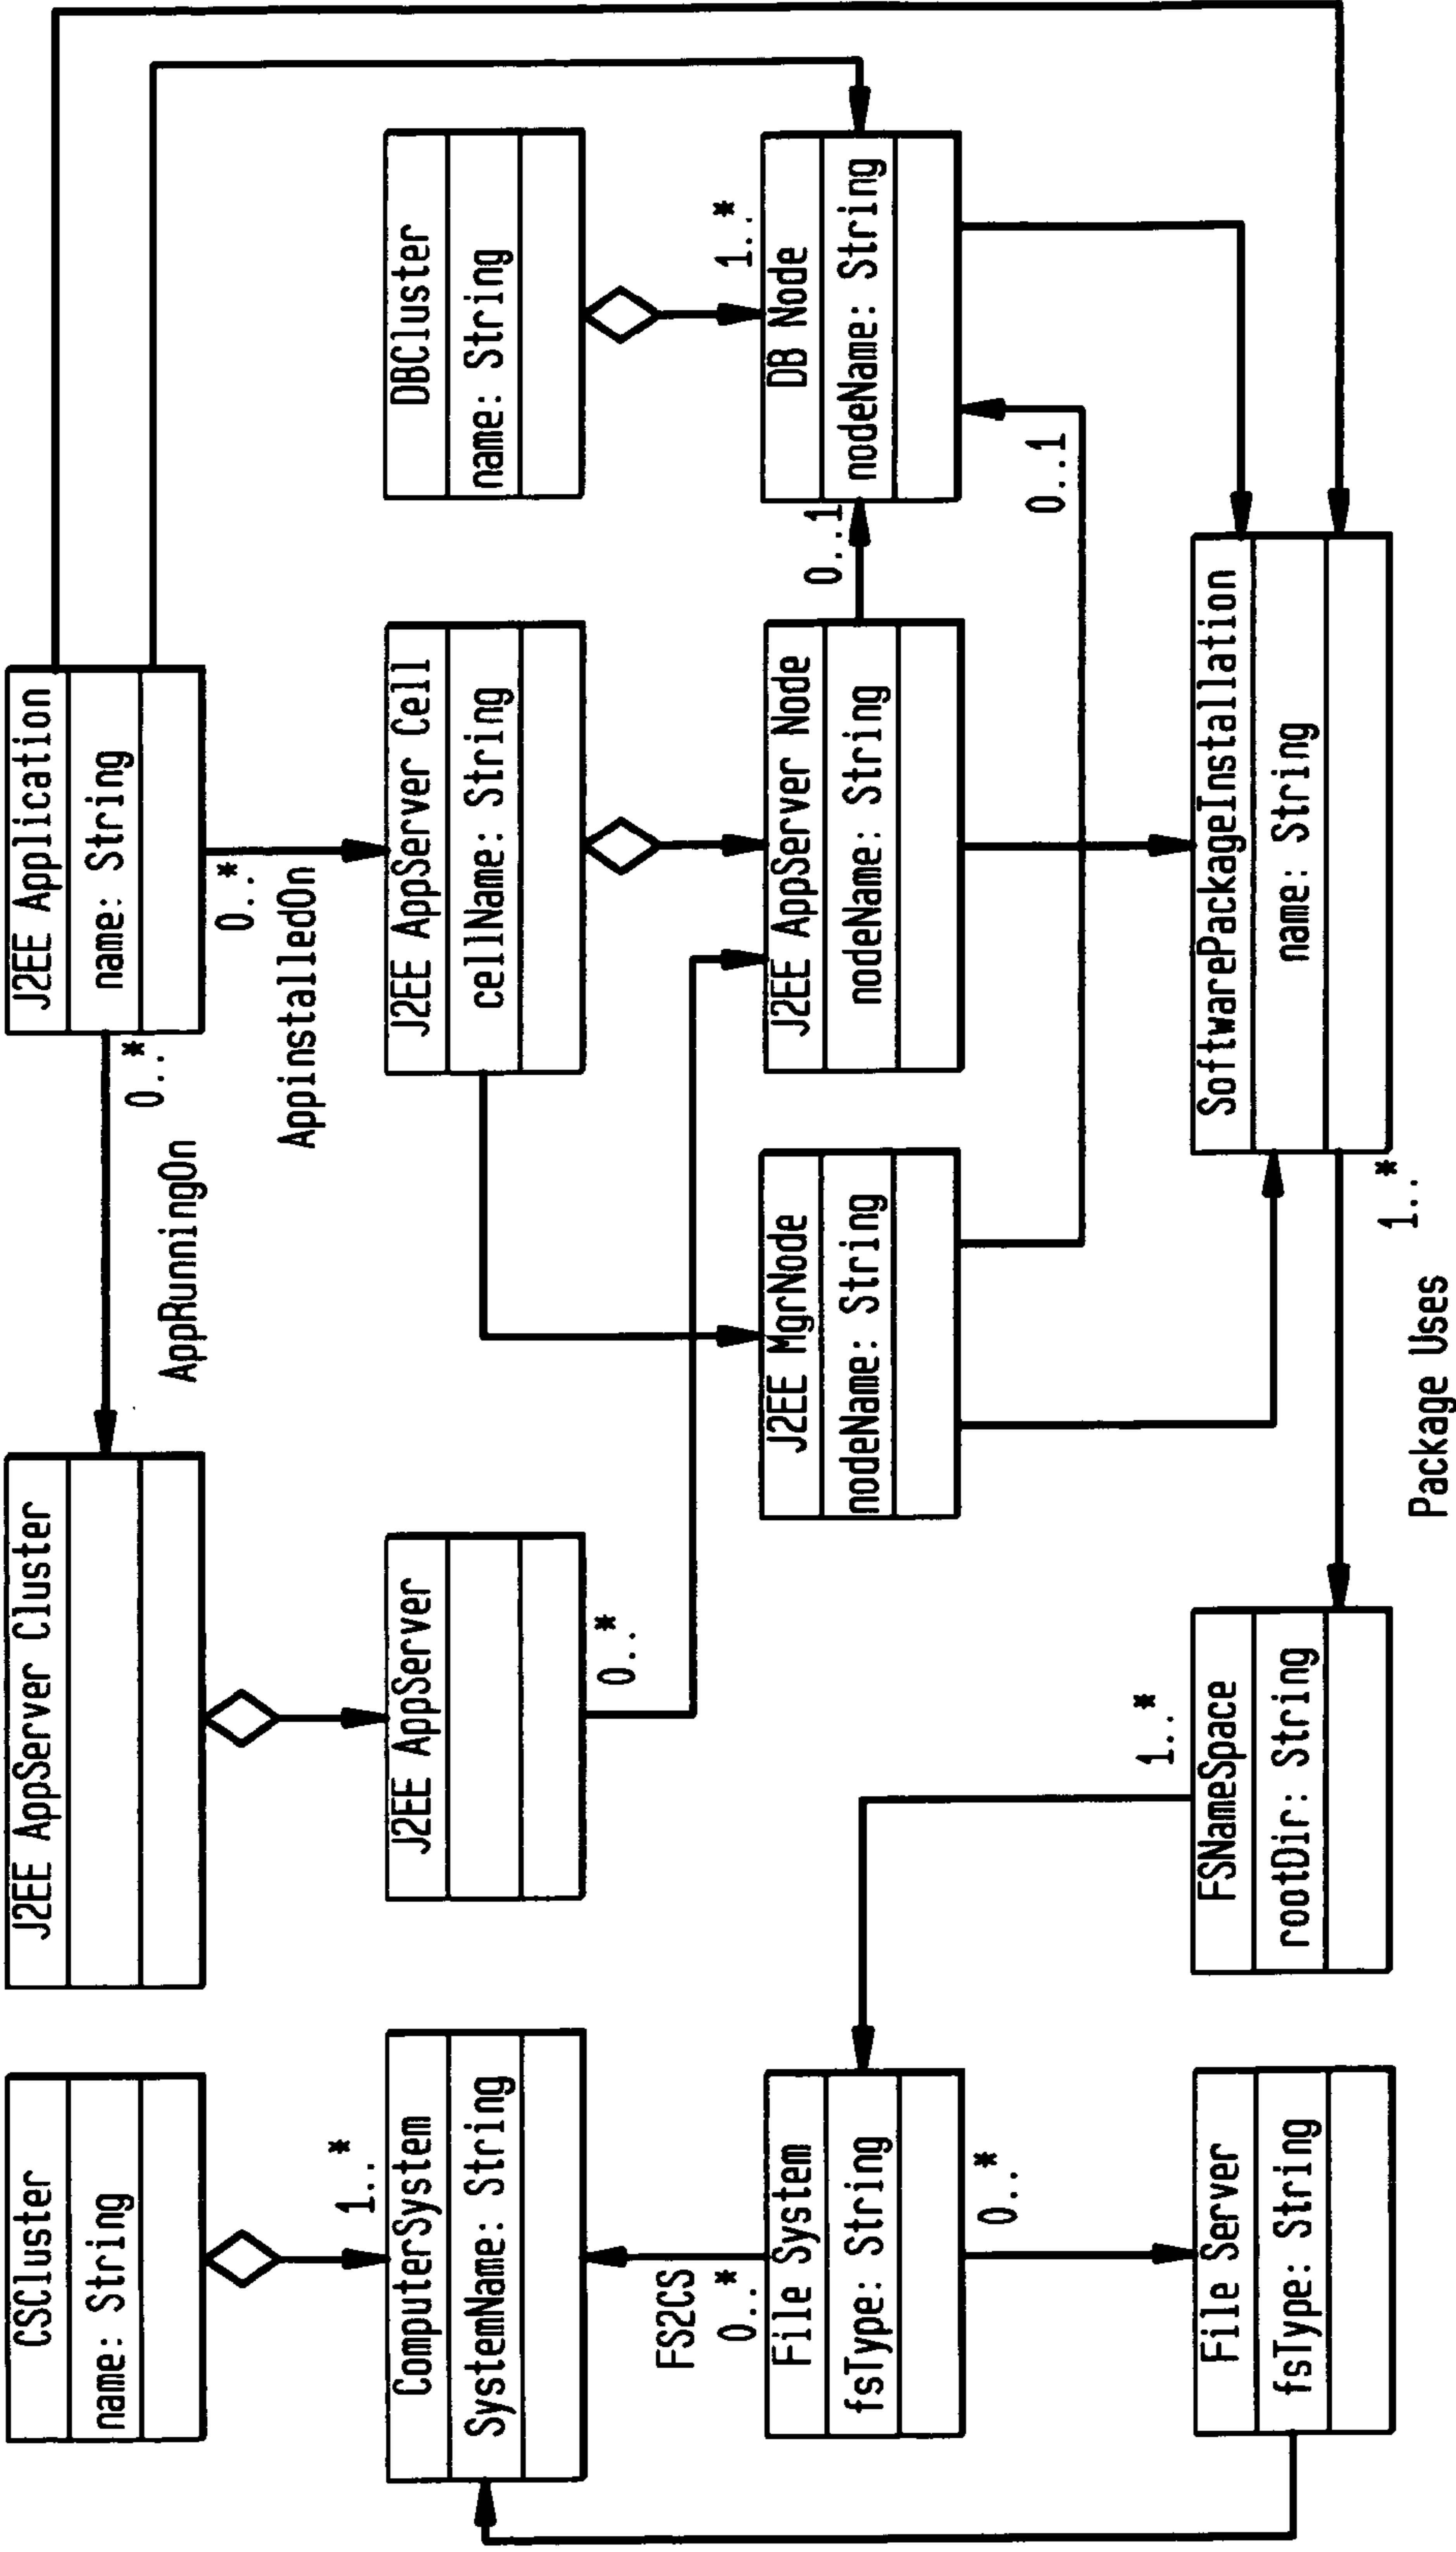 CSCluster
name: String
J2EE AppServer Cluster
J2EE Application
name: String
0..*
AppRunningOn
0..*
AppinstalledOn
1..*
ComputerSystem
SystemName: String
J2EE AppServer
J2EE AppServer Cell
cellName: String
DBCluster
name: String
0..*
FS2CS
0..*
1..*
File System
fsType: String
J2EE MgrNode
nodeName: String
J2EE AppServer Node
nodeName: String
0..1
DB Node
nodeName: String
0..*
0..1
1..*
File Server
fsType: String
FSNameSpace
rootDir: String
SoftwarePackageInstallation
name: String
1..*
Package Uses